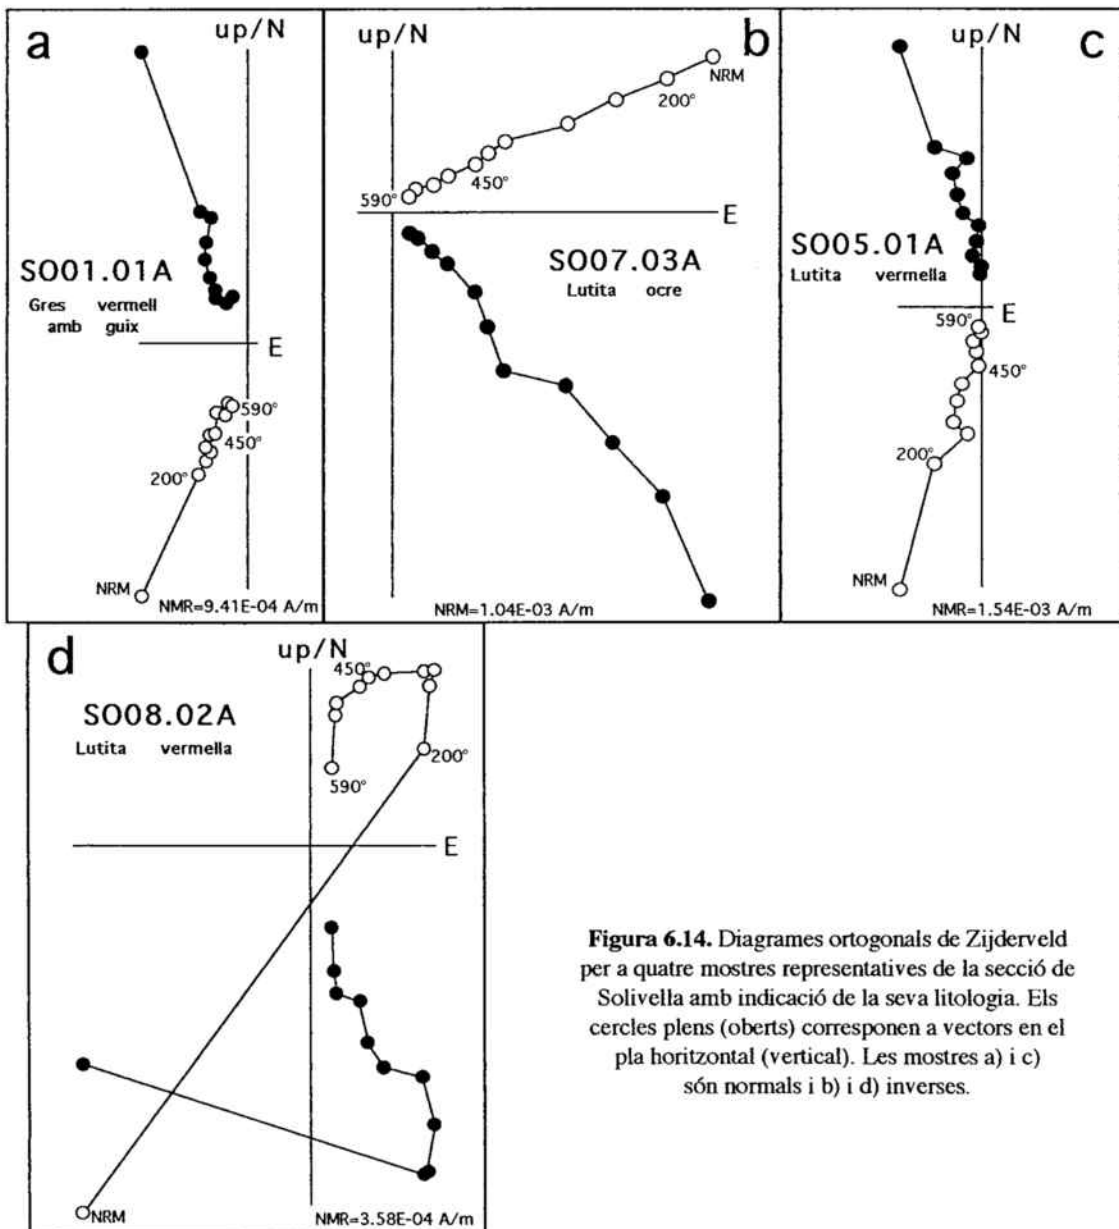 a
up/N
SO01.01A
Gres vermell
amb guix
E
590°
450°
200°
NRM
NMR=9.41E-04 A/m
b
up/N
NRM
200°
450°
590°
E
SO07.03A
Lutita ocre
NRM=1.04E-03 A/m
c
up/N
SO05.01A
Lutita vermella
E
590°
450°
200°
NRM
NMR=1.54E-03 A/m
d
up/N
450°
SO08.02A
Lutita vermella
200°
590°
E
NRM
NMR=3.58E-04 A/m
Figura 6.14. Diagrames ortogonals de Zijderveld
per a quatre mostres representatives de la secció de
Solivella amb indicació de la seva litologia. Els
cercles plens (oberts) corresponen a vectors en el
pla horitzontal (vertical). Les mostres a) i c)
són normals i b) i d) inverses.